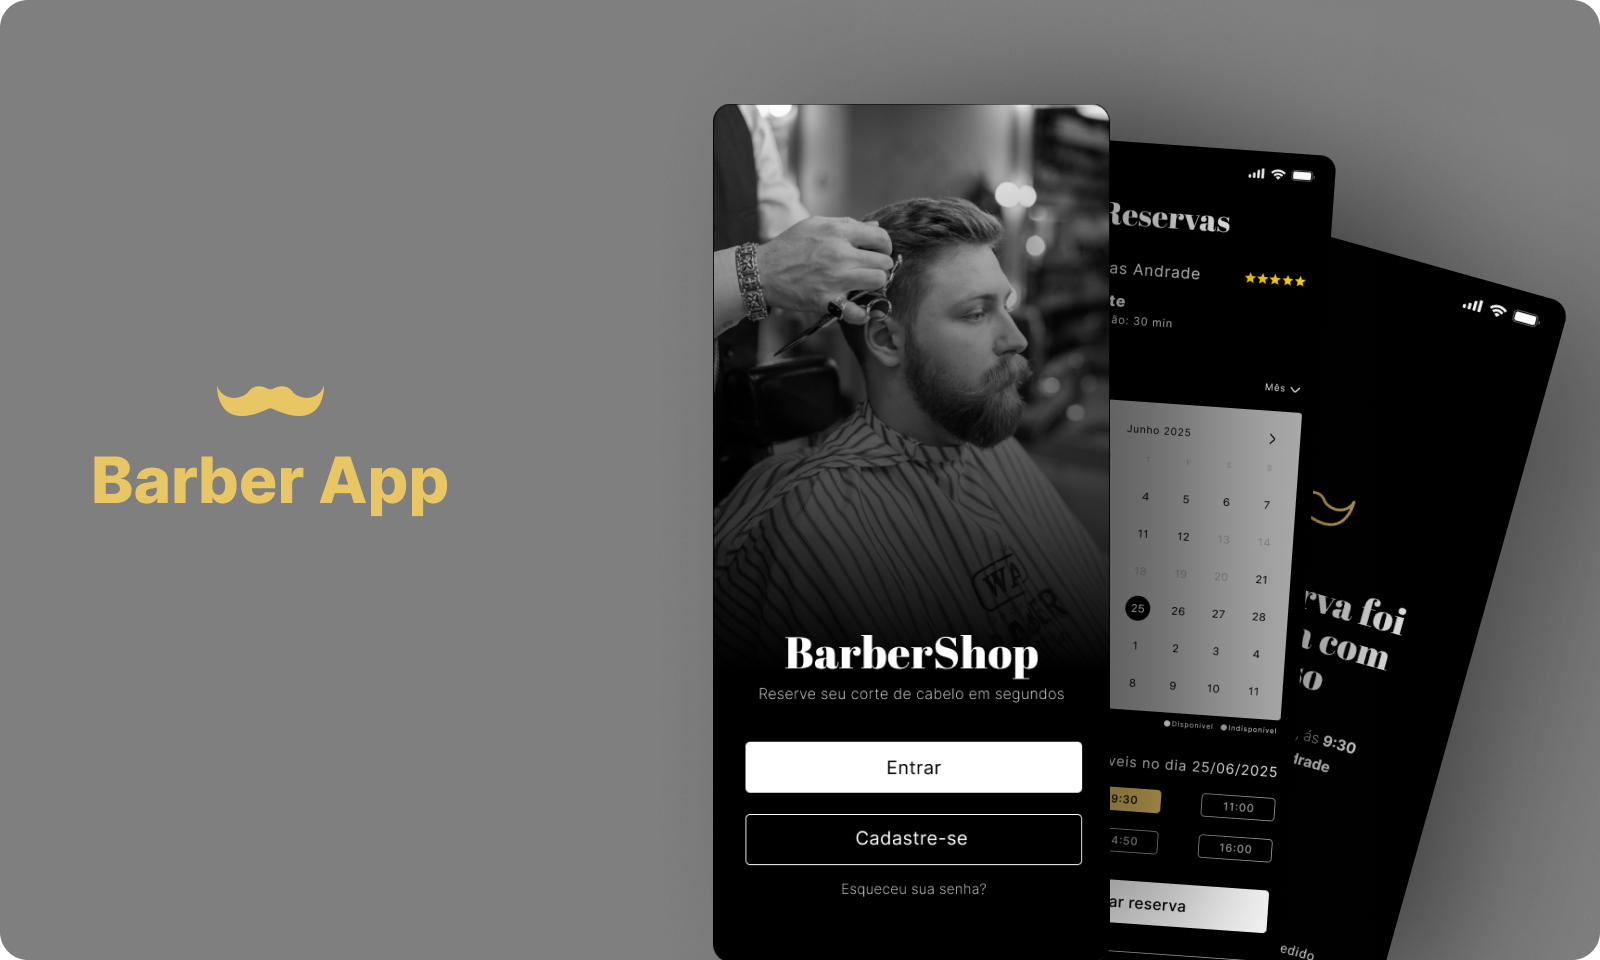 Barber App
BarberShop
Reserve seu corte de cabelo em segundos
Entrar
Cadastre-se
Esqueceu sua senha?
Reservas
as Andrade
te
ão: 30 min
Mês
Junho 2025
T F S S
4 5 6 7
11 12 13 14
18 19 20 21
25 26 27 28
1 2 3 4
8 9 10 11
Disponível Indisponível
veis no dia 25/06/2025
9:30 11:00
4:50 16:00
ar reserva
rva foi
com
so
, ás 9:30
drade
edido